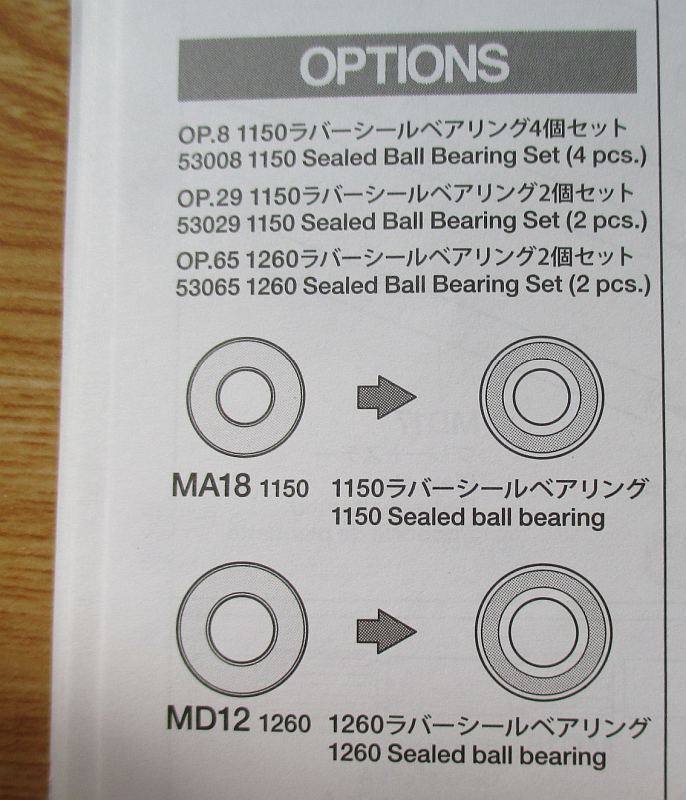 OPTIONS
OP.8 1150ラバーシールベアリング4個セット
53008 1150 Sealed Ball Bearing Set (4 pcs.)
OP.29 1150ラバーシールベアリング2個セット
53029 1150 Sealed Ball Bearing Set (2 pcs.)
OP.65 1260ラバーシールベアリング2個セット
53065 1260 Sealed Ball Bearing Set (2 pcs.)
MA18 1150 1150ラバーシールベアリング
1150 Sealed ball bearing
MD12 1260 1260ラバーシールベアリング
1260 Sealed ball bearing